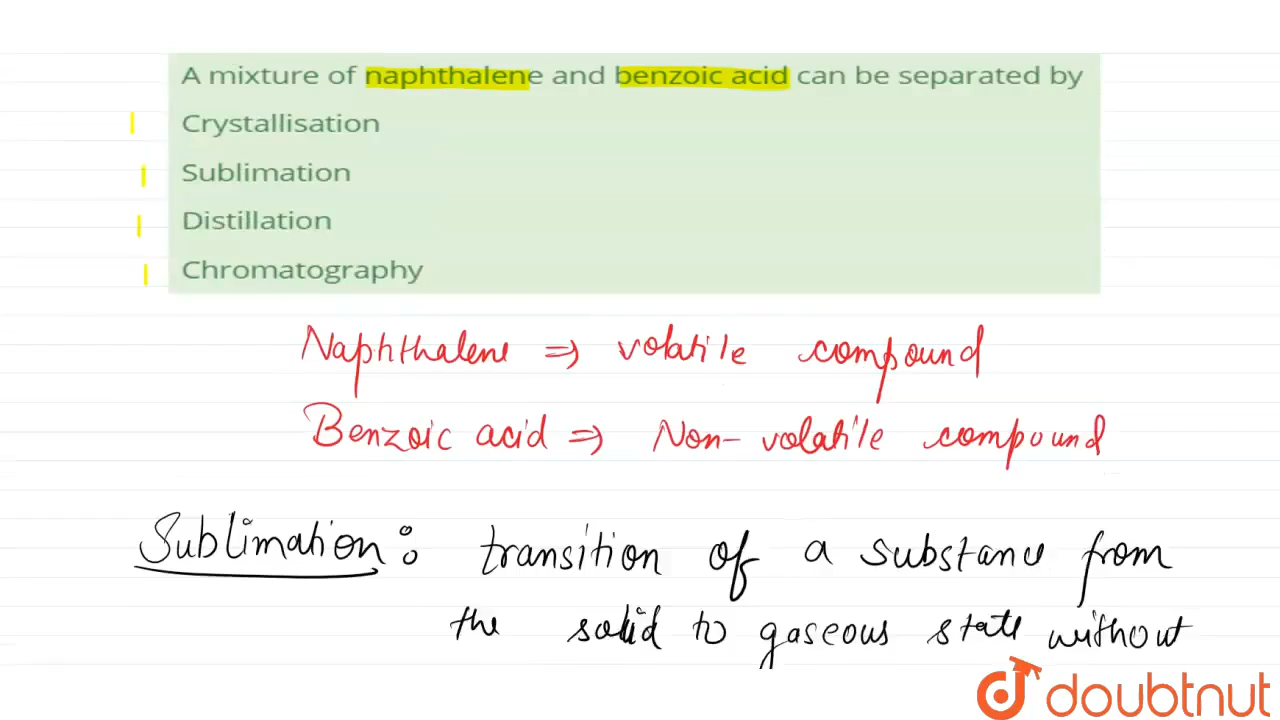 A mixture of naphthalene and benzoic acid can be separated by
Crystallisation
Sublimation
Distillation
Chromatography
Naphthalene ⇒ volatile compound
Benzoic acid ⇒ Non-volatile compound
Sublimation: transition of a substance from
the solid to gaseous state without
doubtnut